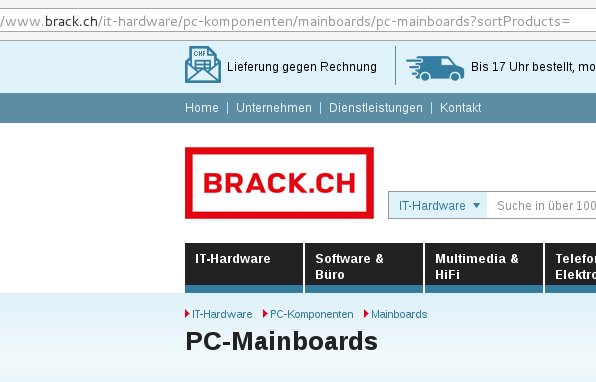 /www.brack.ch/it-hardware/pc-komponenten/mainboards/pc-mainboards?sortProducts=
CHF
Lieferung gegen Rechnung
Bis 17 Uhr bestellt, mo
Home | Unternehmen | Dienstleistungen | Kontakt
BRACK.CH
IT-Hardware
Suche in über 100
IT-Hardware
Software &
Büro
Multimedia &
HiFi
Telefo
Elektro
IT-Hardware PC-Komponenten Mainboards
PC-Mainboards